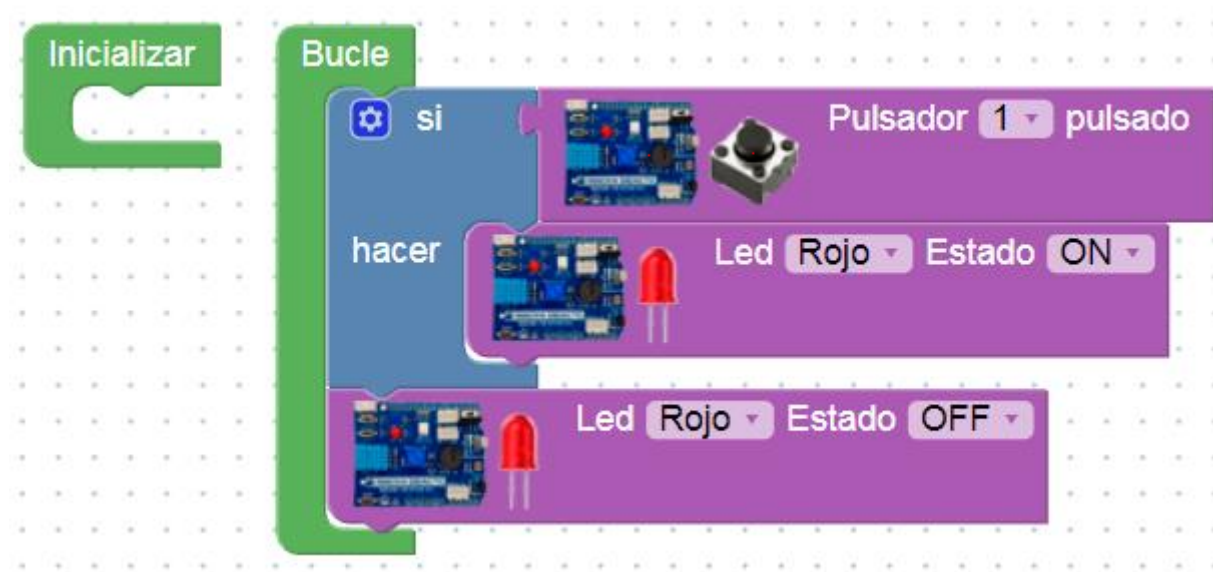 Inicializar
Bucle
si
Pulsador 1 pulsado
hacer
Led Rojo Estado ON
Led Rojo Estado OFF